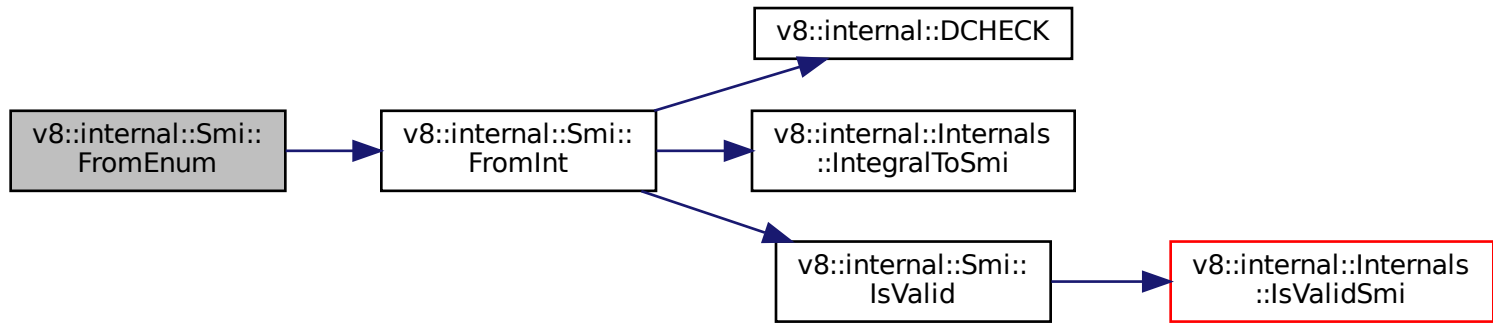 v8::internal::DCHECK
v8::internal::Smi::
FromEnum
v8::internal::Smi::
FromInt
v8::internal::Internals
::IntegralToSmi
v8::internal::Smi::
IsValid
v8::internal::Internals
::IsValidSmi